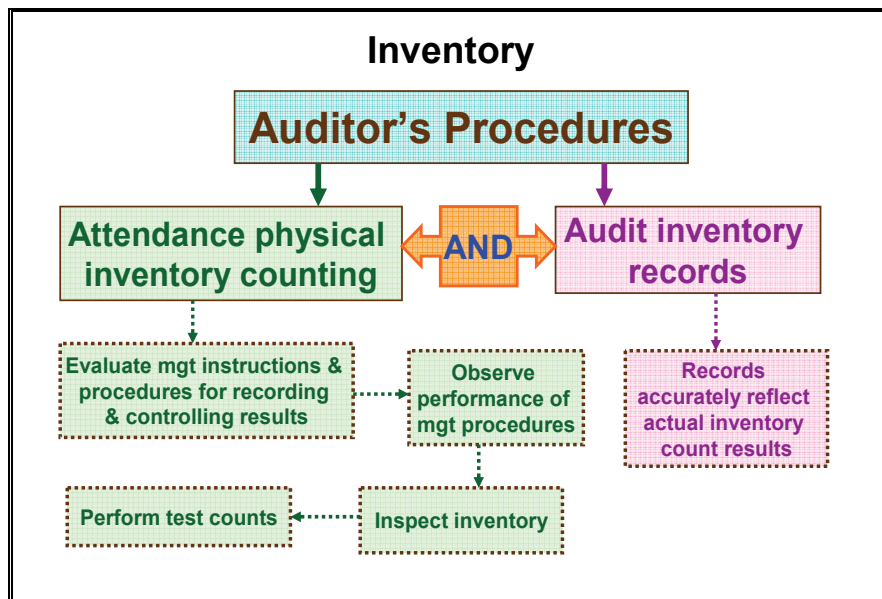 Inventory
Auditor's Procedures
Attendance physical
inventory counting
AND
Audit inventory
records
Evaluate mgt instructions &
procedures for recording
& controlling results
Observe
performance of
mgt procedures
Records
accurately reflect
actual inventory
count results
Perform test counts
Inspect inventory